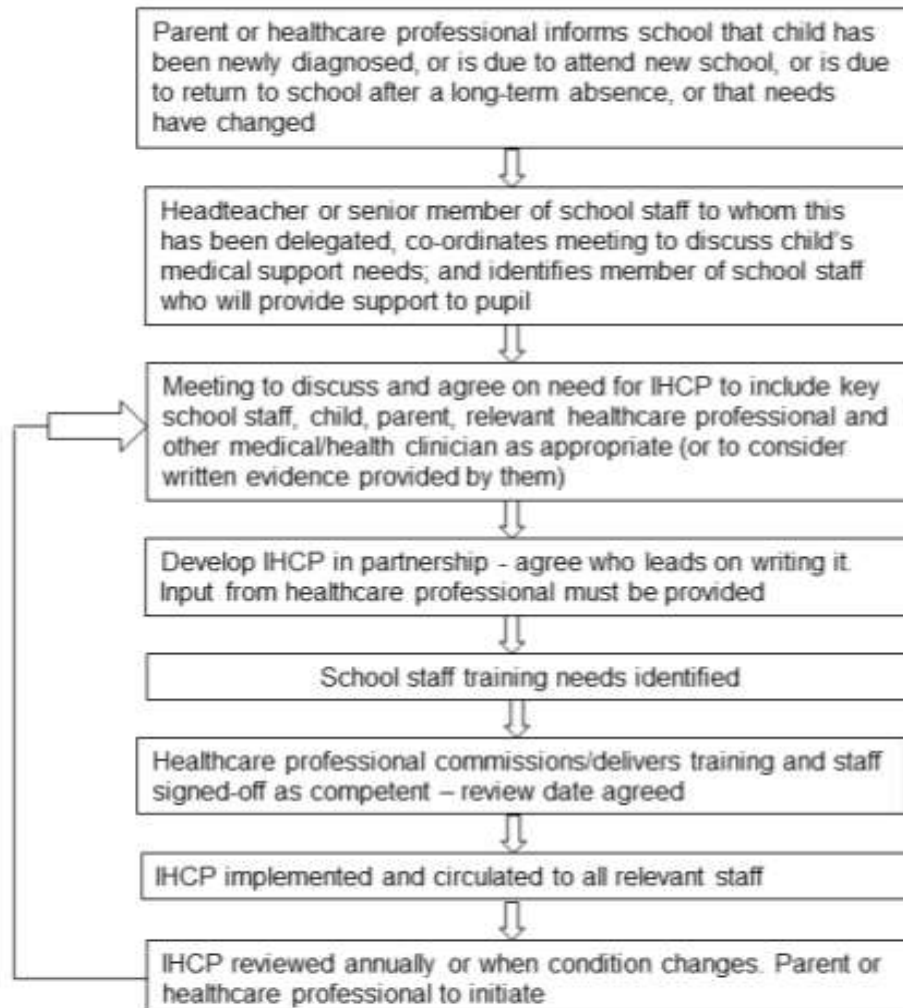 Parent or healthcare professional informs school that child has
been newly diagnosed, or is due to attend new school, or is due
to return to school after a long-term absence, or that needs
have changed
Headteacher or senior member of school staff to whom this
has been delegated, co-ordinates meeting to discuss child's
medical support needs; and identifies member of school staff
who will provide support to pupil
Meeting to discuss and agree on need for IHCP to include key
school staff, child, parent, relevant healthcare professional and
other medical/health clinician as appropriate (or to consider
written evidence provided by them)
Develop IHCP in partnership - agree who leads on writing it.
Input from healthcare professional must be provided
School staff training needs identified
Healthcare professional commissions/delivers training and staff
signed-off as competent – review date agreed
IHCP implemented and circulated to all relevant staff
IHCP reviewed annually or when condition changes. Parent or
healthcare professional to initiate